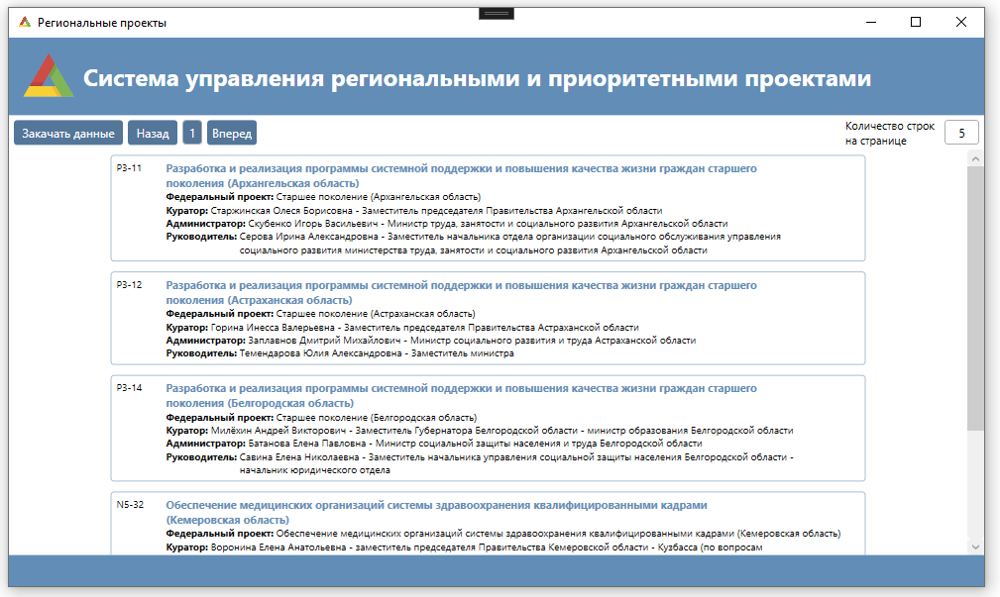 Региональные проекты
Система управления региональными и приоритетными проектами
Закачать данные
Назад
1
Вперед
Количество строк
на странице
5
P3-11
Разработка и реализация программы системной поддержки и повышения качества жизни граждан старшего
поколения (Архангельская область)
Федеральный проект: Старшее поколение (Архангельская область)
Куратор: Старжинская Олеся Борисовна - Заместитель председателя Правительства Архангельской области
Администратор: Скубенко Игорь Васильевич - Министр труда, занятости и социального развития Архангельской области
Руководитель: Серова Ирина Александровна - Заместитель начальника отдела организации социального обслуживания управления
социального развития министерства труда, занятости и социального развития Архангельской области
P3-12
Разработка и реализация программы системной поддержки и повышения качества жизни граждан старшего
поколения (Астраханская область)
Федеральный проект: Старшее поколение (Астраханская область)
Куратор: Горина Инесса Валерьевна - Заместитель председателя Правительства Астраханской области
Администратор: Заплавнов Дмитрий Михайлович - Министр социального развития и труда Астраханской области
Руководитель: Темендарова Юлия Александровна - Заместитель министра
P3-14
Разработка и реализация программы системной поддержки и повышения качества жизни граждан старшего
поколения (Белгородская область)
Федеральный проект: Старшее поколение (Белгородская область)
Куратор: Милёхин Андрей Викторович - Заместитель Губернатора Белгородской области - министр образования Белгородской области
Администратор: Батанова Елена Павловна - Министр социальной защиты населения и труда Белгородской области
Руководитель: Савина Елена Николаевна - Заместитель начальника управления социальной защиты населения Белгородской области -
начальник юридического отдела
N5-32
Обеспечение медицинских организаций системы здравоохранения квалифицированными кадрами
(Кемеровская область)
Федеральный проект: Обеспечение медицинских организаций системы здравоохранения квалифицированными кадрами (Кемеровская область)
Куратор: Воронина Елена Анатольевна - заместитель председателя Правительства Кемеровской области - Кузбасса (по вопросам